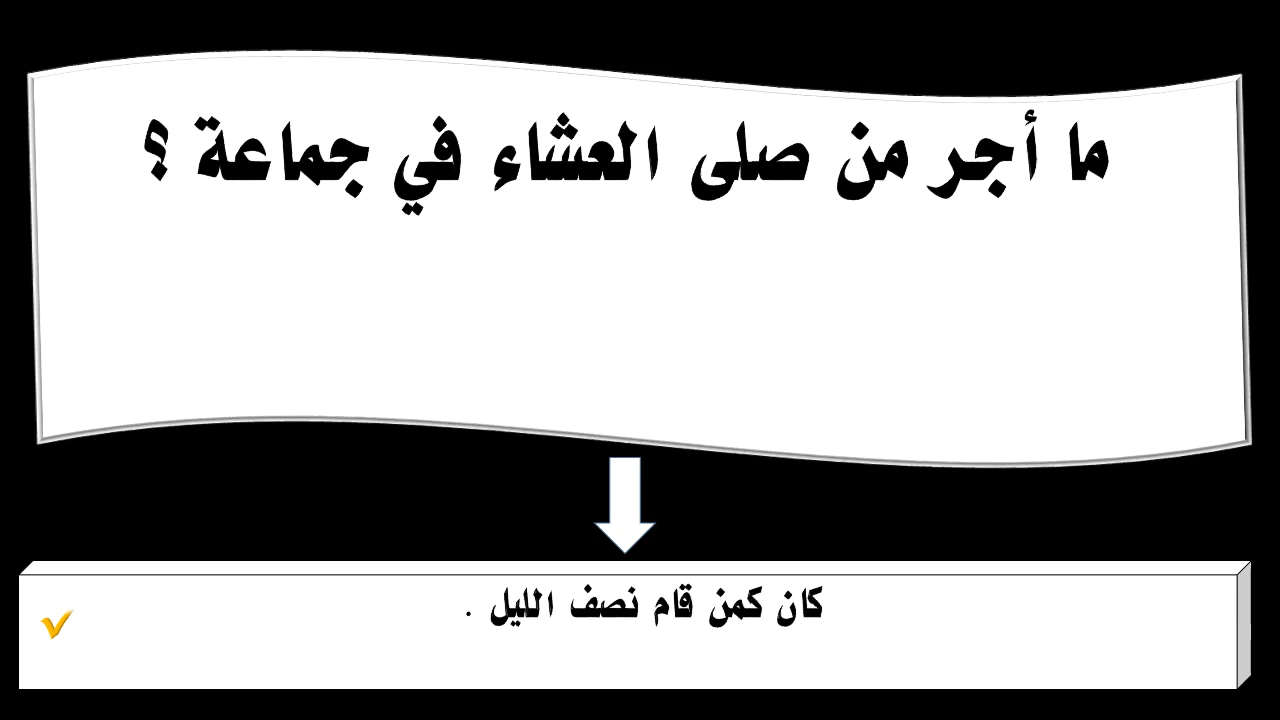 ما أجر من صلى العشاء في جماعة ؟
كان كمن قام نصف الليل .